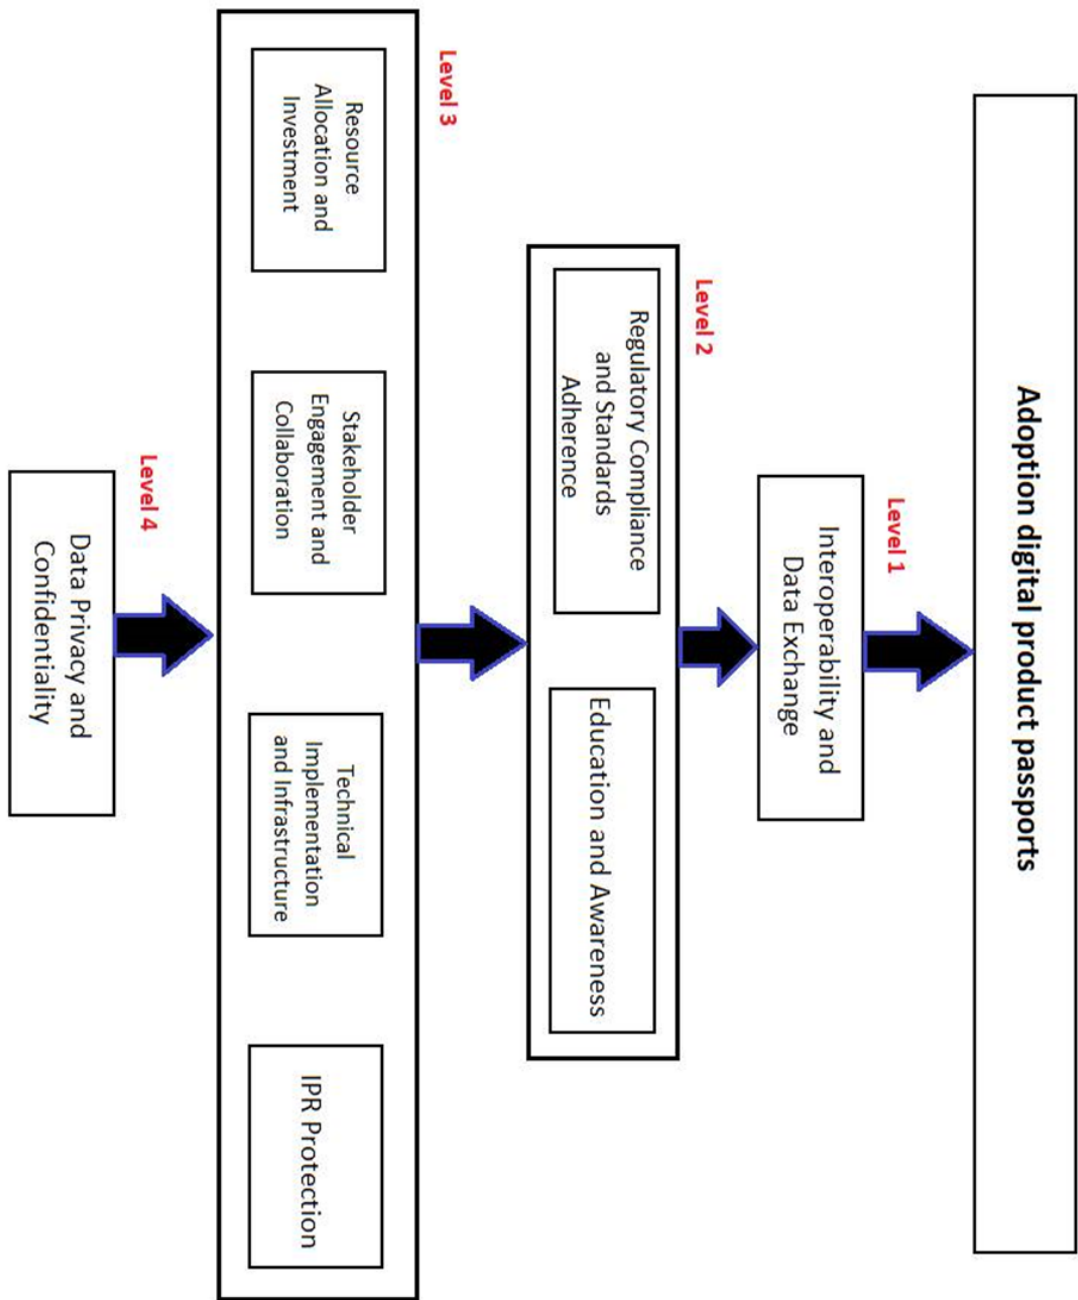 Adoption digital product passports
Level 1
Interoperability and
Data Exchange
Level 2
Regulatory Compliance
and Standards
Adherence
Education and Awareness
Level 3
Resource
Allocation and
Investment
Stakeholder
Engagement and
Collaboration
Technical
Implementation
and Infrastructure
IPR Protection
Level 4
Data Privacy and
Confidentiality